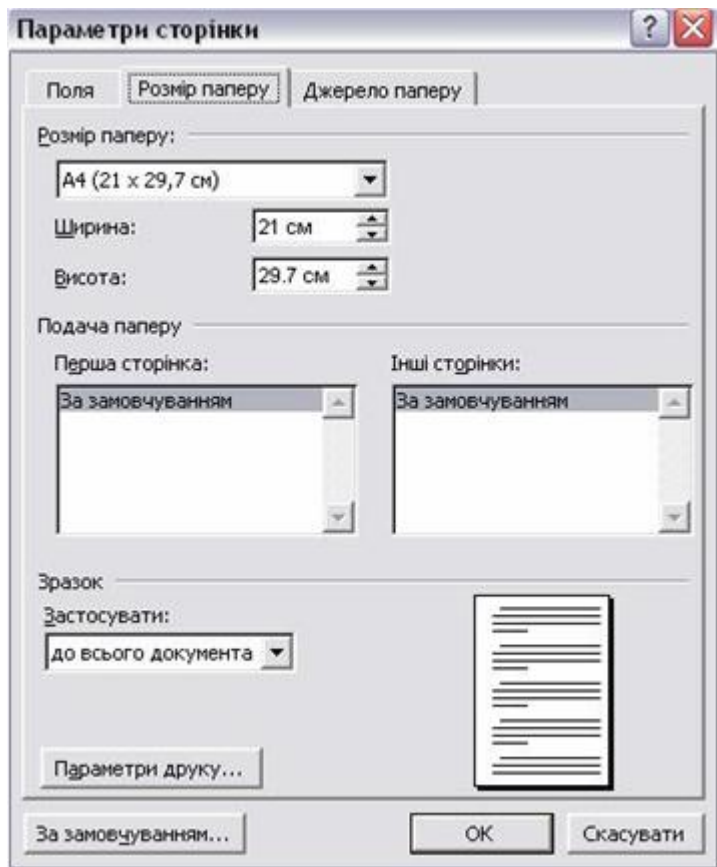 Параметри сторінки
Поля Розмір паперу Джерело паперу
Розмір паперу:
A4 (21 x 29,7 см)
Ширина: 21 см
Висота: 29.7 см
Подача паперу
Перша сторінка: Інші сторінки:
За замовчуванням За замовчуванням
Зразок
Застосувати:
до всього документа
Параметри друку...
За замовчуванням... ОК Скасувати